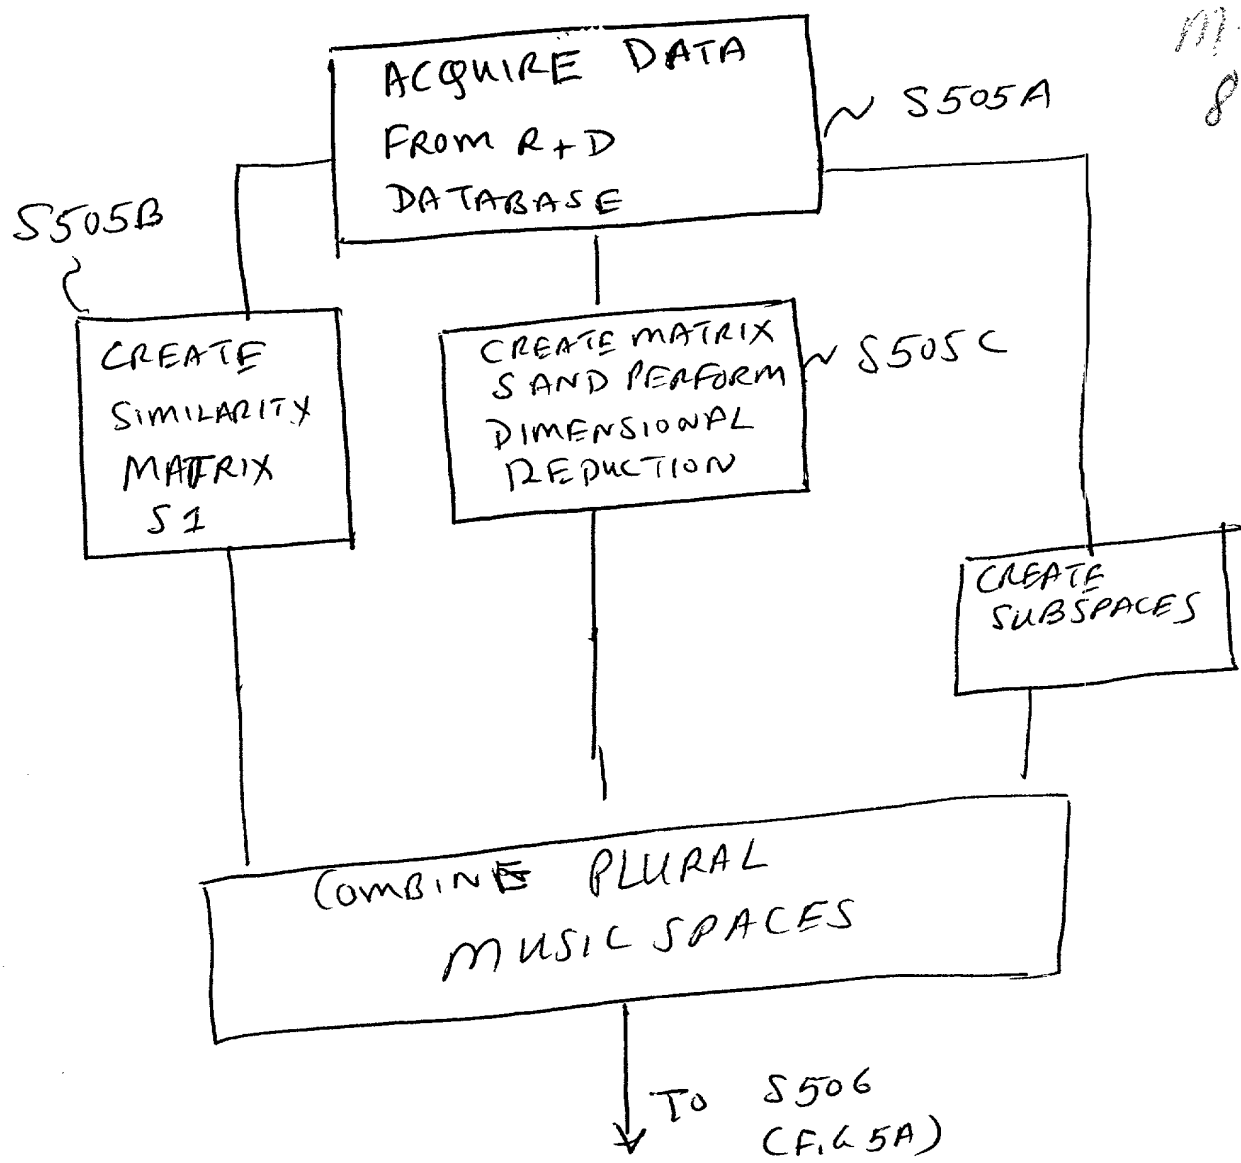 ACQUIRE DATA
FROM R+D
DATABASE
S505A
S505B
CREATE
SIMILARITY
MATRIX
S1
CREATE MATRIX
S AND PERFORM
DIMENSIONAL
REDUCTION
S505C
CREATE
SUBSPACES
COMBINE PLURAL
MUSIC SPACES
TO S506
(FIG 5A)